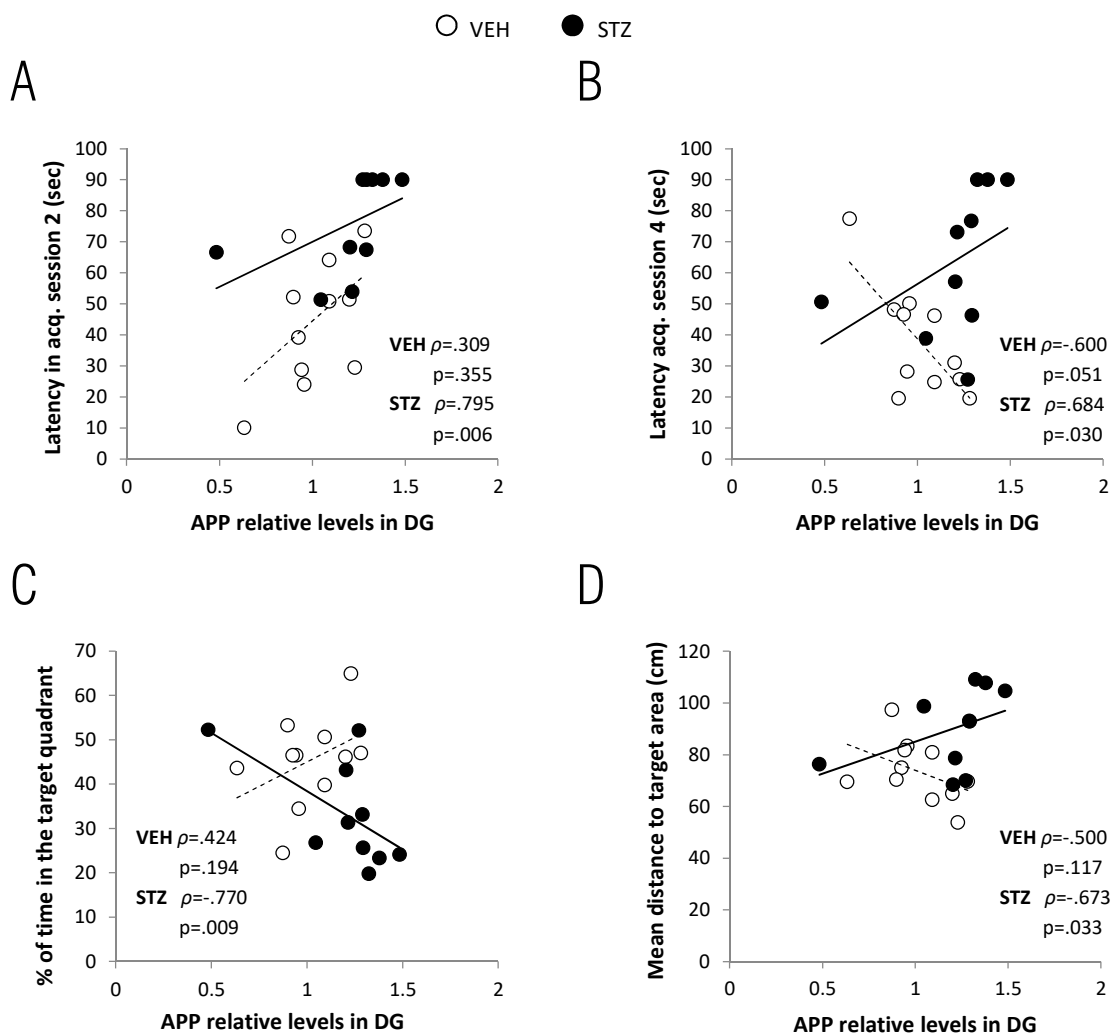 VEH STZ
A
Latency in acq. session 2 (sec)
100
90
80
70
60
50
40
30
20
10
0
0 0.5 1 1.5 2
APP relative levels in DG
VEH ρ=.309
p=.355
STZ ρ=.795
p=.006
B
Latency acq. session 4 (sec)
100
90
80
70
60
50
40
30
20
10
0
0 0.5 1 1.5 2
APP relative levels in DG
VEH ρ=-.600
p=.051
STZ ρ=.684
p=.030
C
% of time in the target quadrant
70
60
50
40
30
20
10
0
0 0.5 1 1.5 2
APP relative levels in DG
VEH ρ=.424
p=.194
STZ ρ=-.770
p=.009
D
Mean distance to target area (cm)
120
100
80
60
40
20
0
0 0.5 1 1.5 2
APP relative levels in DG
VEH ρ=-.500
p=.117
STZ ρ=-.673
p=.033